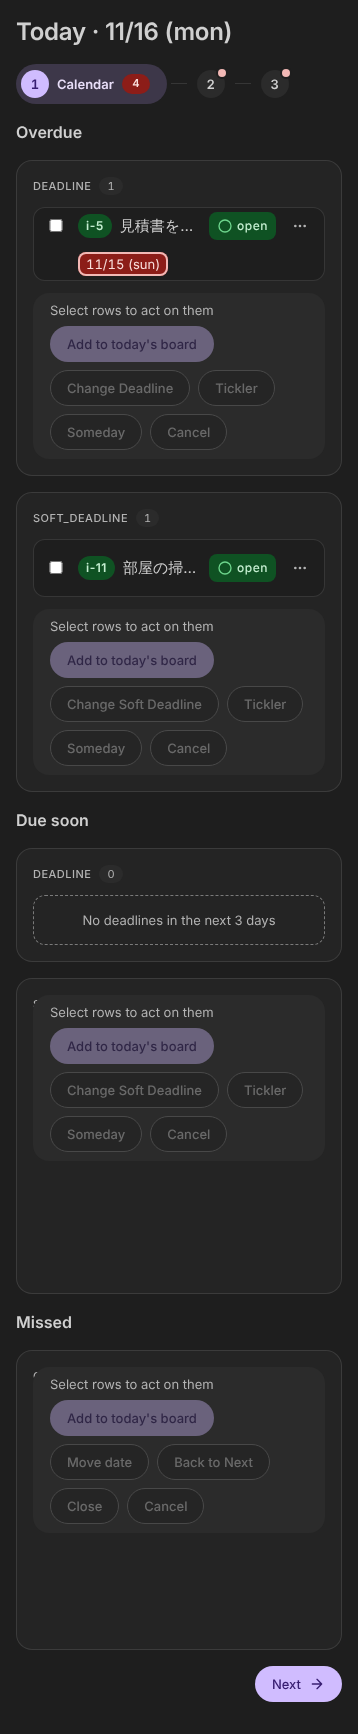 Today · 11/16 (mon)
1 Calendar 4 2 3
Overdue
DEADLINE 1
i-5 見積書を... open ...
11/15 (sun)
Select rows to act on them
Add to today's board
Change Deadline Tickler
Someday Cancel
SOFT_DEADLINE 1
i-11 部屋の掃... open ...
Select rows to act on them
Add to today's board
Change Soft Deadline Tickler
Someday Cancel
Due soon
DEADLINE 0
No deadlines in the next 3 days
Select rows to act on them
Add to today's board
Change Soft Deadline Tickler
Someday Cancel
Missed
Select rows to act on them
Add to today's board
Move date Back to Next
Close Cancel
Next →